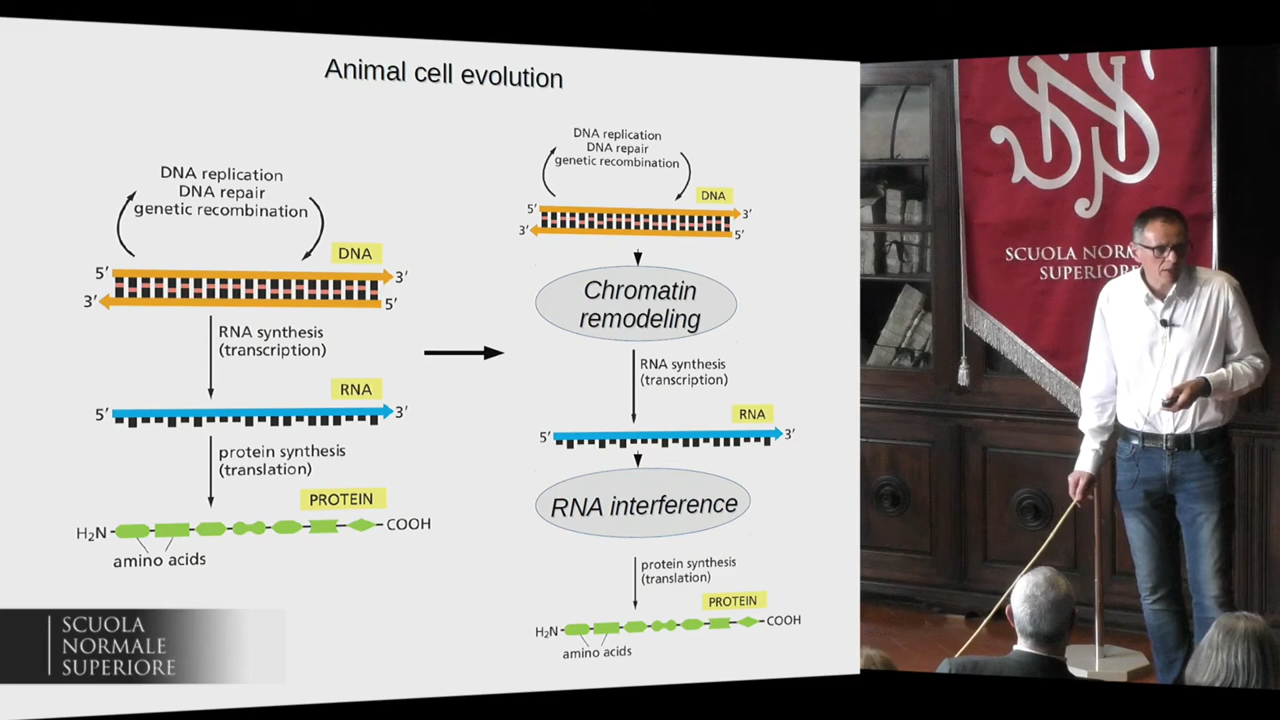 Animal cell evolution
DNA replication
DNA repair
genetic recombination
DNA
5′
3′
3′
5′
RNA synthesis
(transcription)
RNA
5′
3′
protein synthesis
(translation)
PROTEIN
H₂N
COOH
amino acids
DNA replication
DNA repair
genetic recombination
DNA
5′
3′
3′
5′
Chromatin
remodeling
RNA synthesis
(transcription)
RNA
5′
3′
RNA interference
protein synthesis
(translation)
PROTEIN
H₂N
COOH
amino acids
SCUOLA
NORMALE
SUPERIORE
SNS
SCUOLA NORMA
SUPERIORE